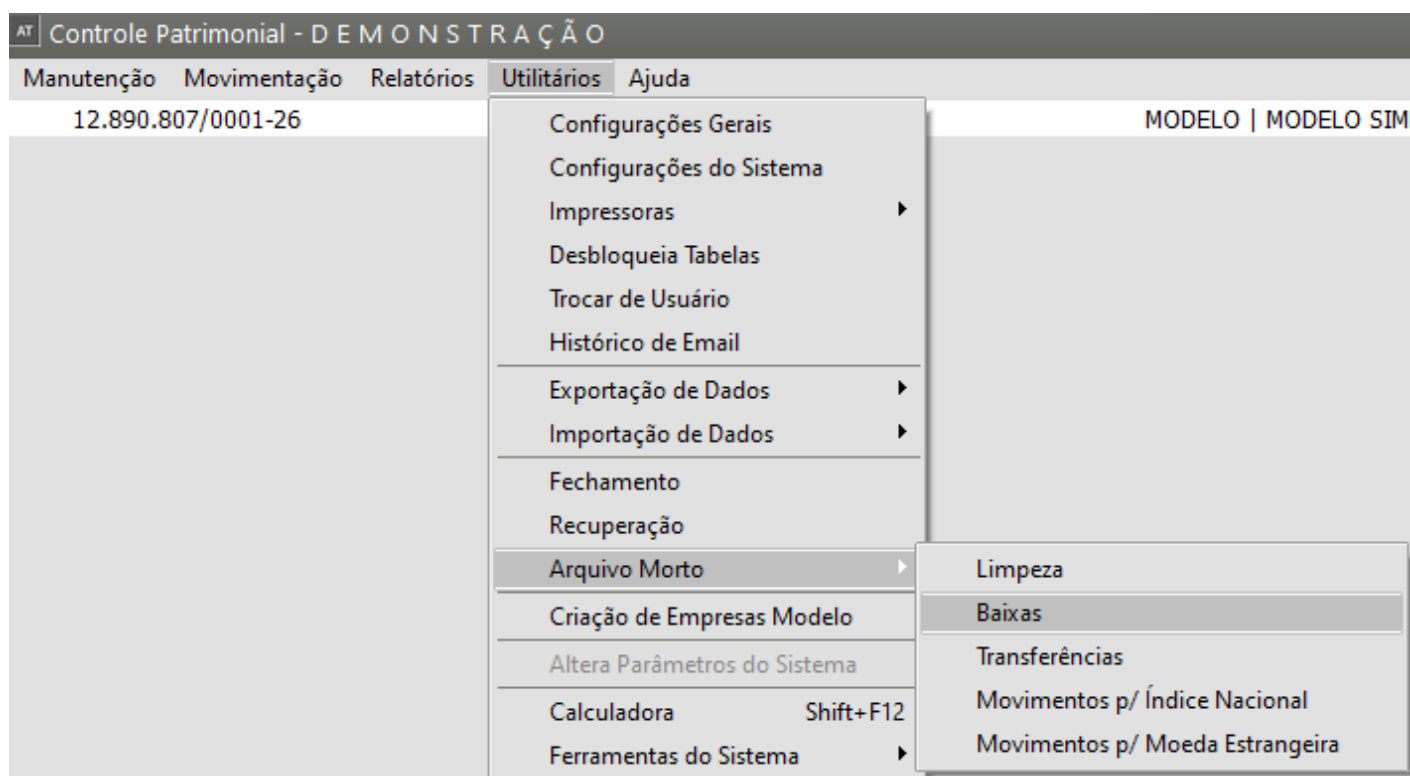 AT Controle Patrimonial - D E M O N S T R A Ç Ã O
Manutenção Movimentação Relatórios Utilitários Ajuda
12.890.807/0001-26 MODELO | MODELO SIM
Configurações Gerais
Configurações do Sistema
Impressoras
Desbloqueia Tabelas
Trocar de Usuário
Histórico de Email
Exportação de Dados
Importação de Dados
Fechamento
Recuperação
Arquivo Morto
Criação de Empresas Modelo
Altera Parâmetros do Sistema
Calculadora Shift+F12
Ferramentas do Sistema
Limpeza
Baixas
Transferências
Movimentos p/ Índice Nacional
Movimentos p/ Moeda Estrangeira